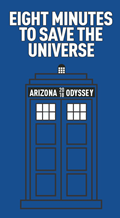 EIGHT MINUTES
TO SAVE THE
UNIVERSE
ARIZONA ODYSSEY